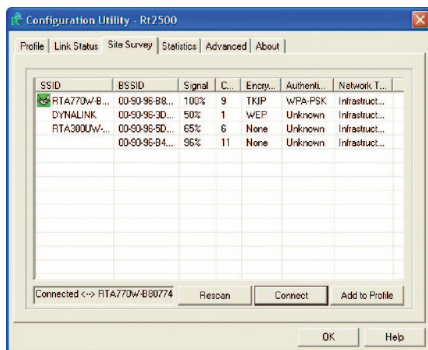 Configuration Utility - Rt2500
Profile Link Status Site Survey Statistics Advanced About
SSID BSSID Signal C... Encry... Authenti... Network T...
RTA770W-B... 00-90-96-B8... 100% 9 TKIP WPA-PSK Infrastruct...
DYNALINK 00-90-96-3D... 50% 1 WEP Unknown Infrastruct...
RTA300UW-... 00-90-96-5D... 65% 6 None Unknown Infrastruct...
00-90-96-B4... 96% 11 None Unknown Infrastruct...
Connected <--> RTA770W-B80774 Rescan Connect Add to Profile
OK Help